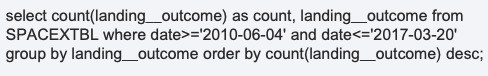 select count(landing__outcome) as count, landing__outcome from
SPACEXTBL where date>='2010-06-04' and date<='2017-03-20'
group by landing__outcome order by count(landing__outcome) desc;